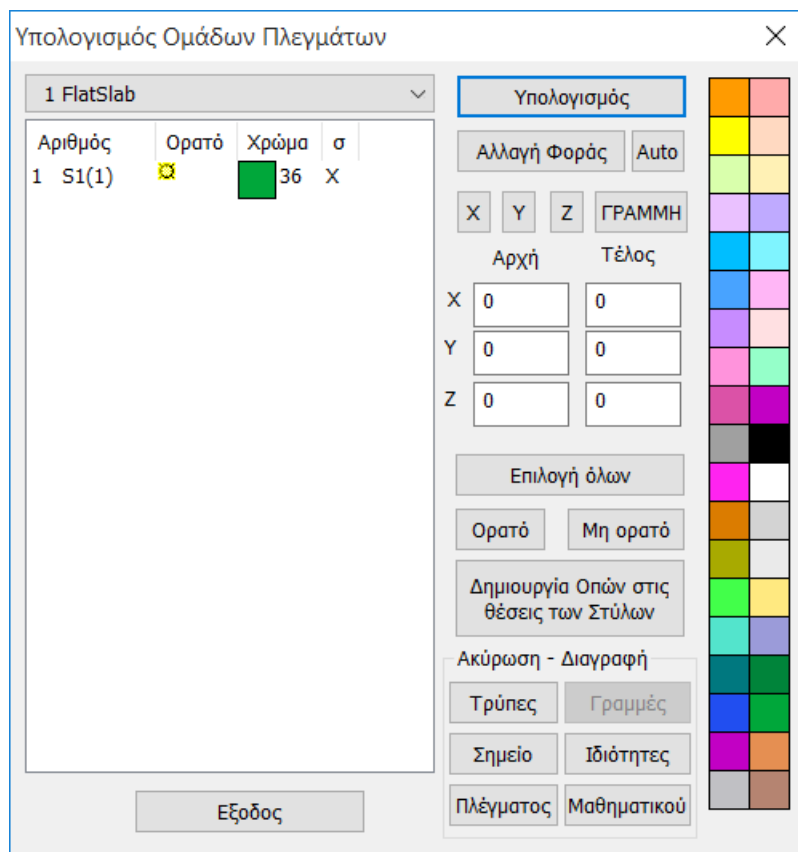 Υπολογισμός Ομάδων Πλεγμάτων
1 FlatSlab
Αριθμός Ορατό Χρώμα σ
1 S1(1) 36 X
Εξοδος
Υπολογισμός
Αλλαγή Φοράς Auto
X Y Z ΓΡΑΜΜΗ
Αρχή Τέλος
X 0 0
Y 0 0
Z 0 0
Επιλογή όλων
Ορατό Μη ορατό
Δημιουργία Οπών στις
θέσεις των Στύλων
Ακύρωση - Διαγραφή
Τρύπες Γραμμές
Σημείο Ιδιότητες
Πλέγματος Μαθηματικού